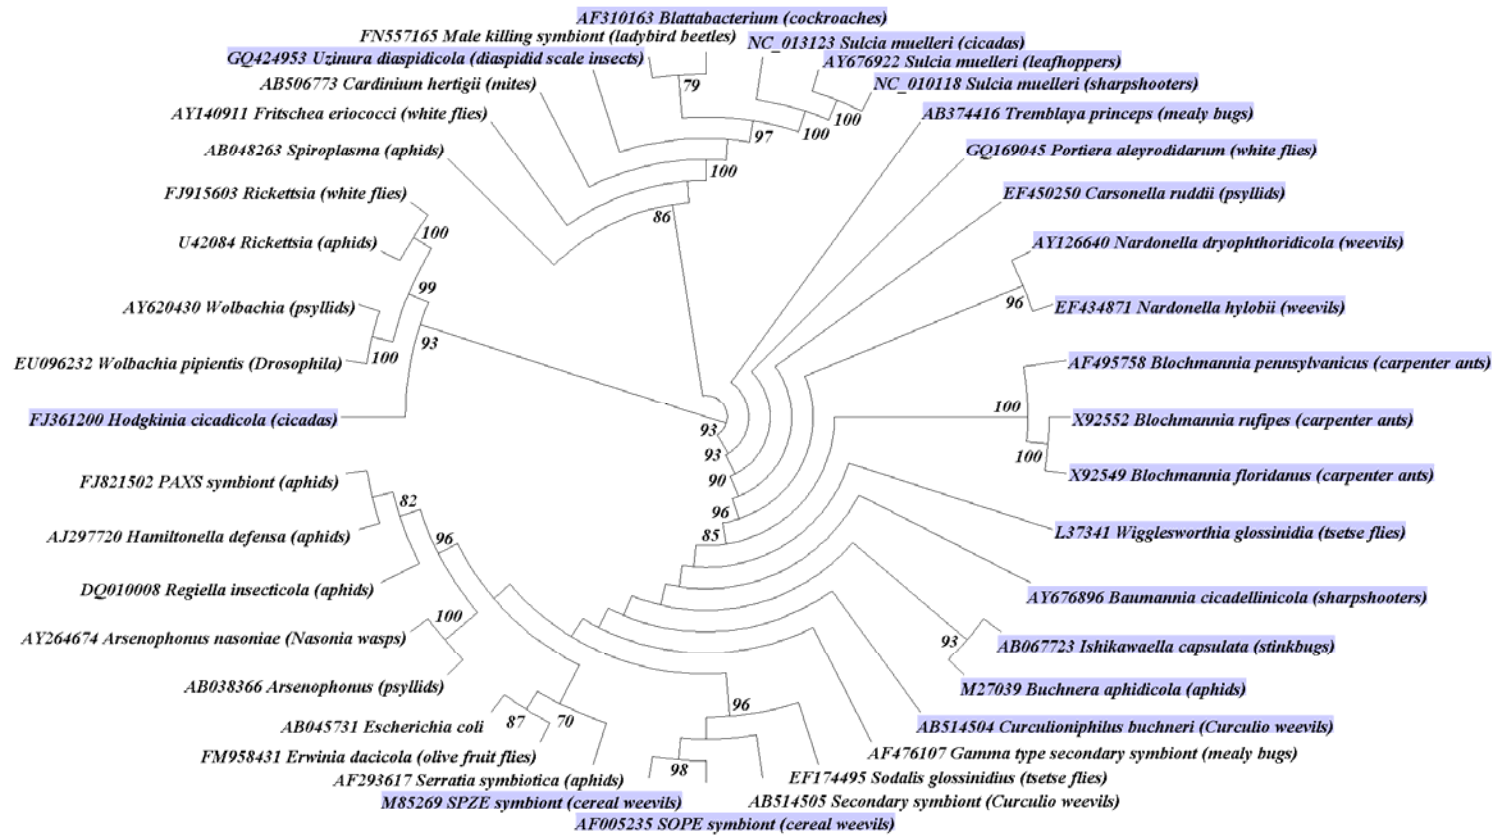 AF310163 Blattabacterium (cockroaches)
FN557165 Male killing symbiont (ladybird beetles)
NC_013123 Sulcia muelleri (cicadas)
GQ424953 Uzinura diaspidicola (diaspidid scale insects)
AY676922 Sulcia muelleri (leafhoppers)
AB506773 Cardinium hertigii (mites)
79
NC_010118 Sulcia muelleri (sharpshooters)
AY140911 Fritschea eriococci (white flies)
AB374416 Tremblaya princeps (mealy bugs)
100
100
97
AB048263 Spiroplasma (aphids)
GQ169045 Portiera aleyrodidarum (white flies)
100
FJ915603 Rickettsia (white flies)
EF450250 Carsonella ruddii (psyllids)
86
100
U42084 Rickettsia (aphids)
AY126640 Nardonella dryophthoridicola (weevils)
99
96
AY620430 Wolbachia (psyllids)
EF434871 Nardonella hylobii (weevils)
93
100
EU096232 Wolbachia pipientis (Drosophila)
AF495758 Blochmannia pennsylvanicus (carpenter ants)
100
FJ361200 Hodgkinia cicadicola (cicadas)
X92552 Blochmannia rufipes (carpenter ants)
93
93
100
X92549 Blochmannia floridanus (carpenter ants)
FJ821502 PAXS symbiont (aphids)
90
82
96
L37341 Wigglesworthia glossinidia (tsetse flies)
AJ297720 Hamiltonella defensa (aphids)
96
85
DQ010008 Regiella insecticola (aphids)
AY676896 Baumannia cicadellinicola (sharpshooters)
100
AY264674 Arsenophonus nasoniae (Nasonia wasps)
93
AB067723 Ishikawaella capsulata (stinkbugs)
AB038366 Arsenophonus (psyllids)
M27039 Buchnera aphidicola (aphids)
96
87
70
AB045731 Escherichia coli
AB514504 Curculioniphilus buchneri (Curculio weevils)
FM958431 Erwinia dacicola (olive fruit flies)
AF476107 Gamma type secondary symbiont (mealy bugs)
98
AF293617 Serratia symbiotica (aphids)
EF174495 Sodalis glossinidius (tsetse flies)
M85269 SPZE symbiont (cereal weevils)
AB514505 Secondary symbiont (Curculio weevils)
AF005235 SOPE symbiont (cereal weevils)